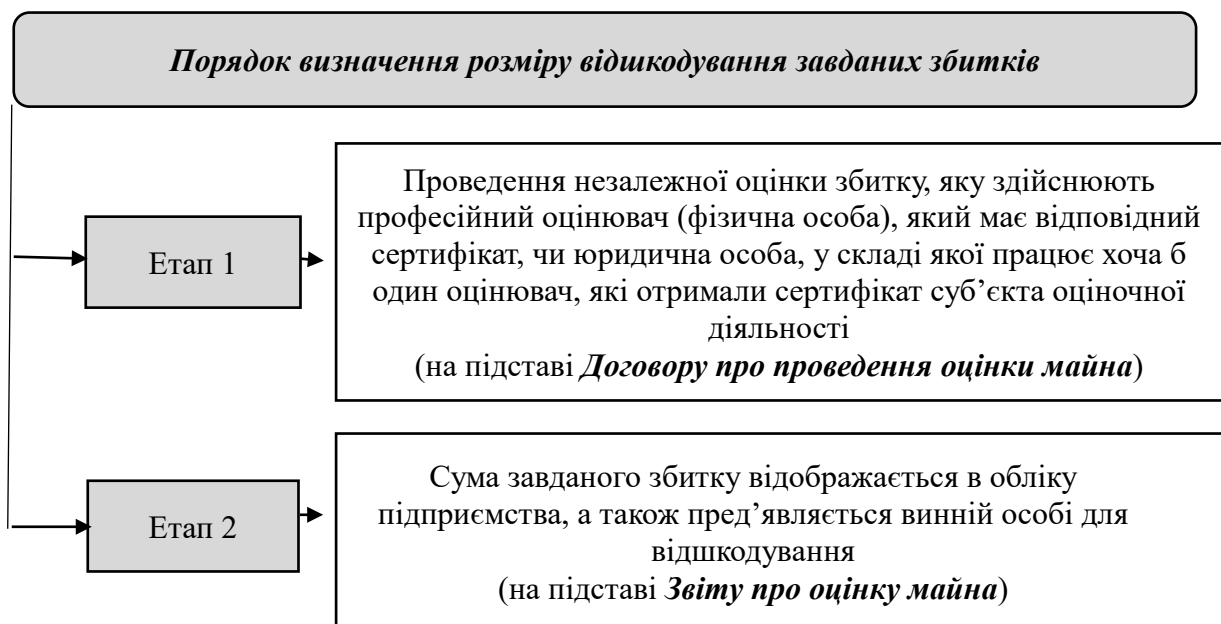 Порядок визначення розміру відшкодування завданих збитків
Етап 1
Проведення незалежної оцінки збитку, яку здійснюють
професійний оцінювач (фізична особа), який має відповідний
сертифікат, чи юридична особа, у складі якої працює хоча б
один оцінювач, які отримали сертифікат суб’єкта оціночної
діяльності
(на підставі Договору про проведення оцінки майна)
Етап 2
Сума завданого збитку відображається в обліку
підприємства, а також пред’являється винній особі для
відшкодування
(на підставі Звіту про оцінку майна)